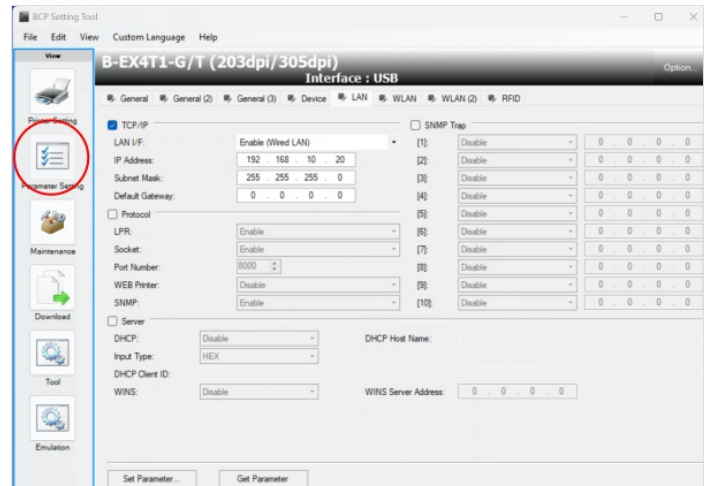 BCP Setting Tool
File Edit View Custom Language Help
View
Printer Setting
Parameter Setting
Maintenance
Download
Tool
Emulation
B-EX4T1-G/T (203dpi/305dpi)
Interface : USB
Option...
General General (2) General (3) Device LAN WLAN WLAN (2) RFID
TCP/IP
LAN I/F: Enable (Wired LAN)
IP Address: 192 . 168 . 10 . 20
Subnet Mask: 255 . 255 . 255 . 0
Default Gateway: 0 . 0 . 0 . 0
Protocol
LPR: Enable
Socket: Enable
Port Number: 8000
WEB Printer: Disable
SNMP: Enable
SNMP Trap
[1]: Disable 0 . 0 . 0 . 0
[2]: Disable 0 . 0 . 0 . 0
[3]: Disable 0 . 0 . 0 . 0
[4]: Disable 0 . 0 . 0 . 0
[5]: Disable 0 . 0 . 0 . 0
[6]: Disable 0 . 0 . 0 . 0
[7]: Disable 0 . 0 . 0 . 0
[8]: Disable 0 . 0 . 0 . 0
[9]: Disable 0 . 0 . 0 . 0
[10]: Disable 0 . 0 . 0 . 0
Server
DHCP: Disable DHCP Host Name:
Input Type: HEX
DHCP Client ID:
WINS: Disable WINS Server Address: 0 . 0 . 0 . 0
Set Parameter... Get Parameter